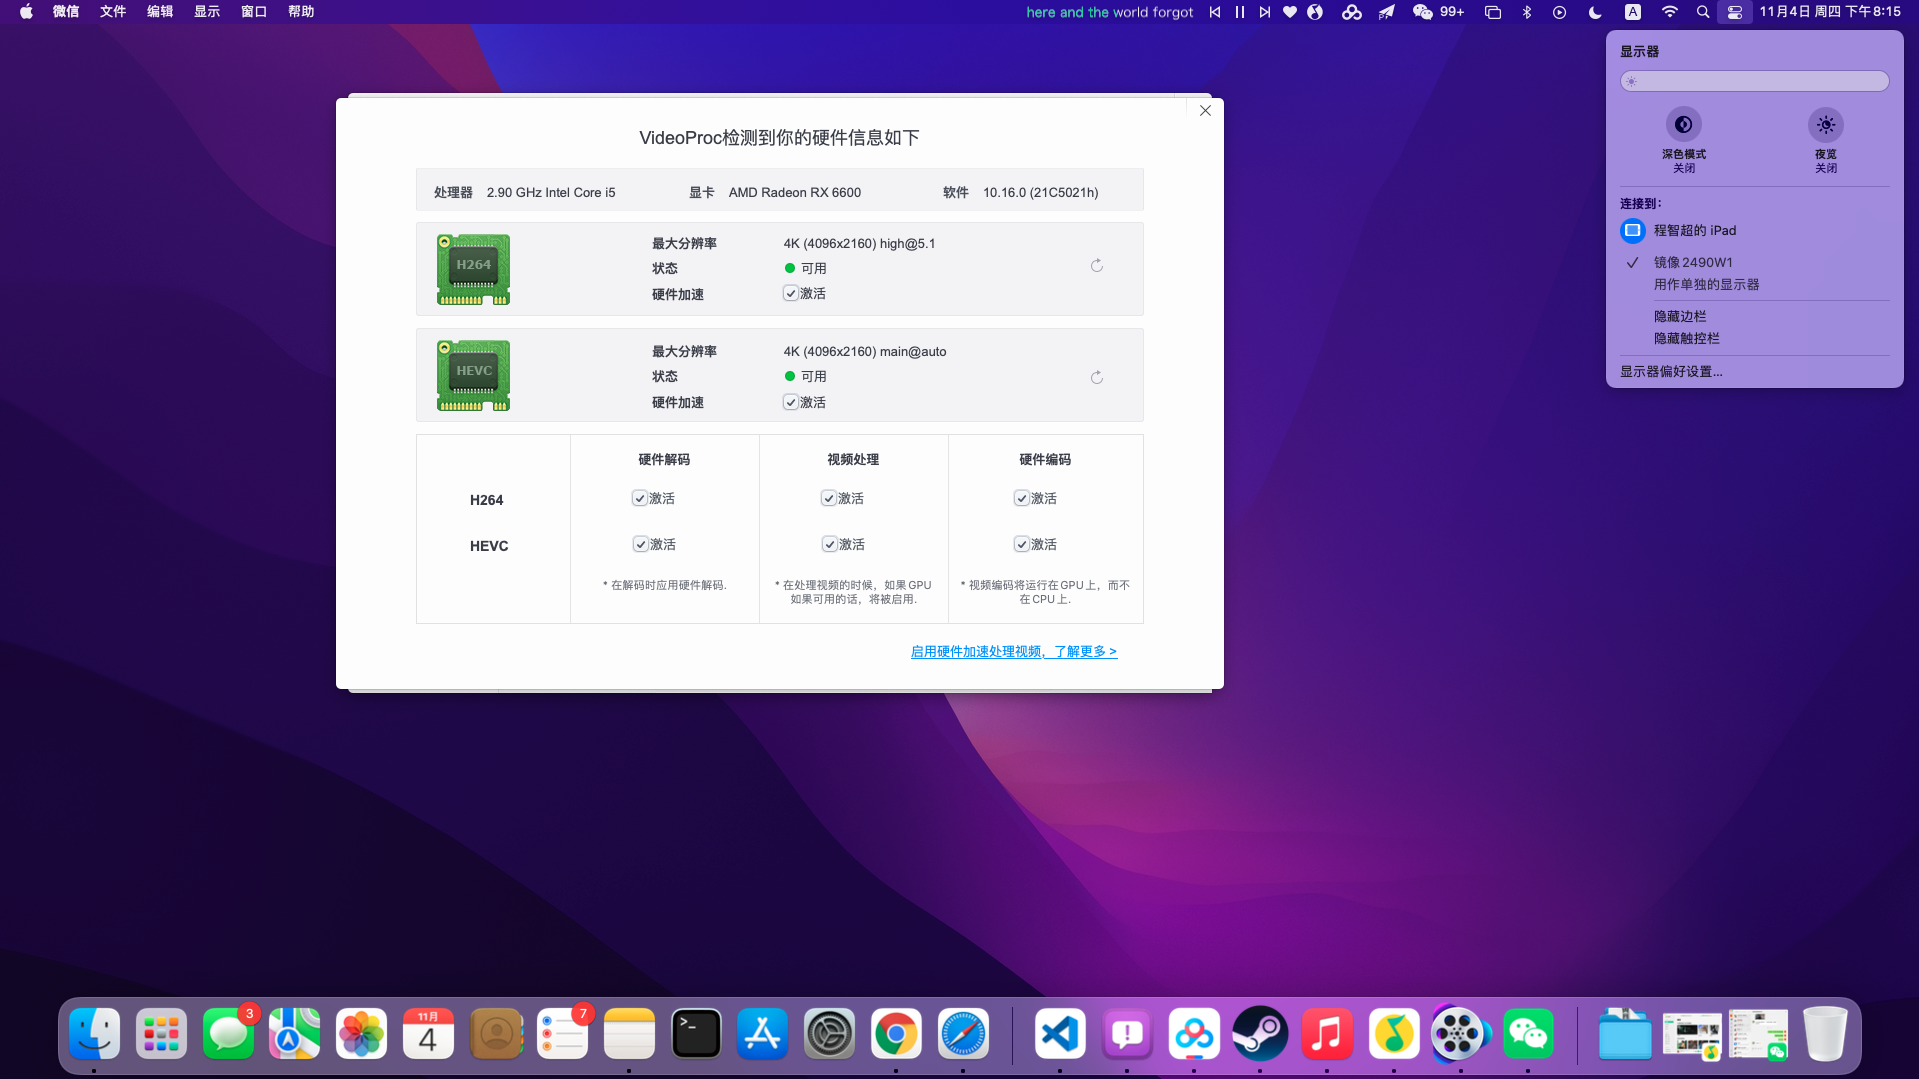 微信 文件 编辑 显示 窗口 帮助 here and the world forgot 99+ A 11月4日 周四 下午8:15
显示器
深色模式 夜览
关闭 关闭
连接到：
程智超的 iPad
镜像 2490W1
用作单独的显示器
隐藏边栏
隐藏触控栏
显示器偏好设置...
VideoProc检测到你的硬件信息如下
处理器 2.90 GHz Intel Core i5 显卡 AMD Radeon RX 6600 软件 10.16.0 (21C5021h)
H264
最大分辨率 4K (4096x2160) high@5.1
状态 可用
硬件加速 激活
HEVC
最大分辨率 4K (4096x2160) main@auto
状态 可用
硬件加速 激活
硬件解码 视频处理 硬件编码
H264 激活 激活 激活
HEVC 激活 激活 激活
* 在解码时应用硬件解码.
* 在处理视频的时候，如果GPU
如果可用的话，将被启用.
* 视频编码将运行在GPU上，而不
在CPU上.
启用硬件加速处理视频，了解更多 >
3
11月
4
7
>_